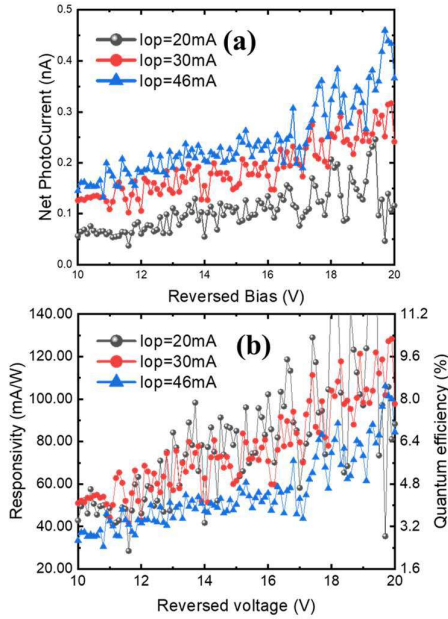 0.5
0.4
0.3
0.2
0.1
0.0
Net PhotoCurrent (nA)
Iop=20mA
Iop=30mA
Iop=46mA
(a)
10 12 14 16 18 20
Reversed Bias (V)
140.00
120.00
100.00
80.00
60.00
40.00
20.00
Responsivity (mA/W)
Iop=20mA
Iop=30mA
Iop=46mA
(b)
11.2
9.6
8.0
6.4
4.8
3.2
1.6
Quantum efficiency (%)
10 12 14 16 18 20
Reversed voltage (V)